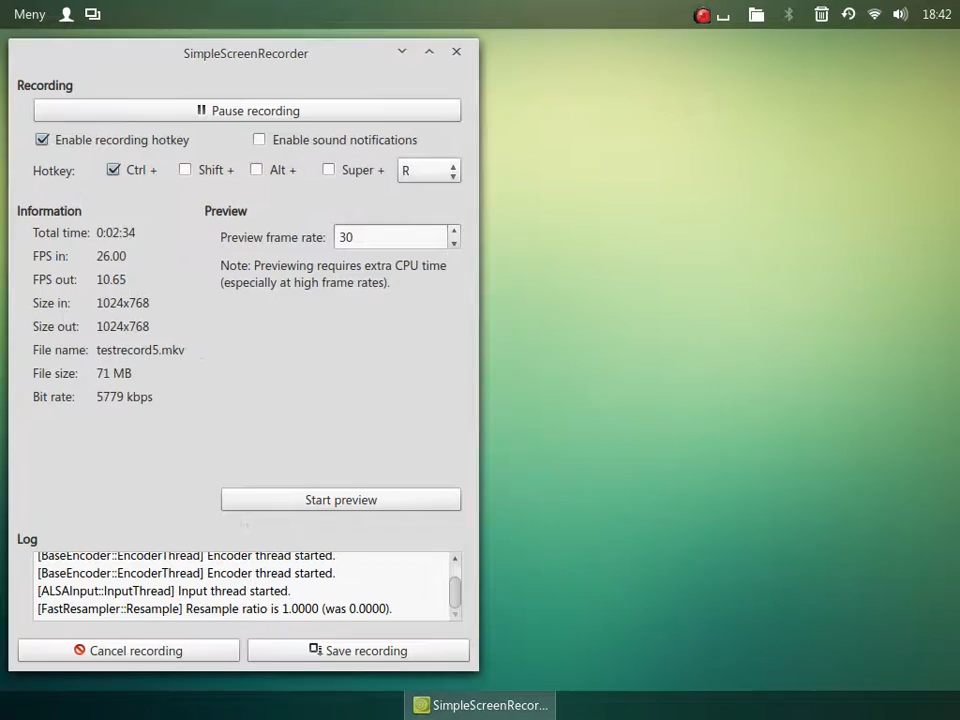 Meny 18:42
SimpleScreenRecorder
Recording
Pause recording
Enable recording hotkey Enable sound notifications
Hotkey: Ctrl + Shift + Alt + Super + R
Information Preview
Total time: 0:02:34
Preview frame rate: 30
FPS in: 26.00
Note: Previewing requires extra CPU time
(especially at high frame rates).
FPS out: 10.65
Size in: 1024x768
Size out: 1024x768
File name: testrecord5.mkv
File size: 71 MB
Bit rate: 5779 kbps
Start preview
Log
[BaseEncoder::EncoderThread] Encoder thread started.
[BaseEncoder::EncoderThread] Encoder thread started.
[ALSAInput::InputThread] Input thread started.
[FastResampler::Resample] Resample ratio is 1.0000 (was 0.0000).
Cancel recording Save recording
SimpleScreenRecor...